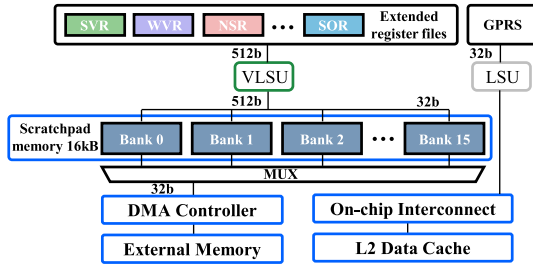 SVR WVR NSR SOR Extended register files
GPRS
512b
32b
VLSU
LSU
512b
32b
Scratchpad memory 16kB
Bank 0 Bank 1 Bank 2 Bank 15
MUX
32b
DMA Controller
On-chip Interconnect
External Memory
L2 Data Cache